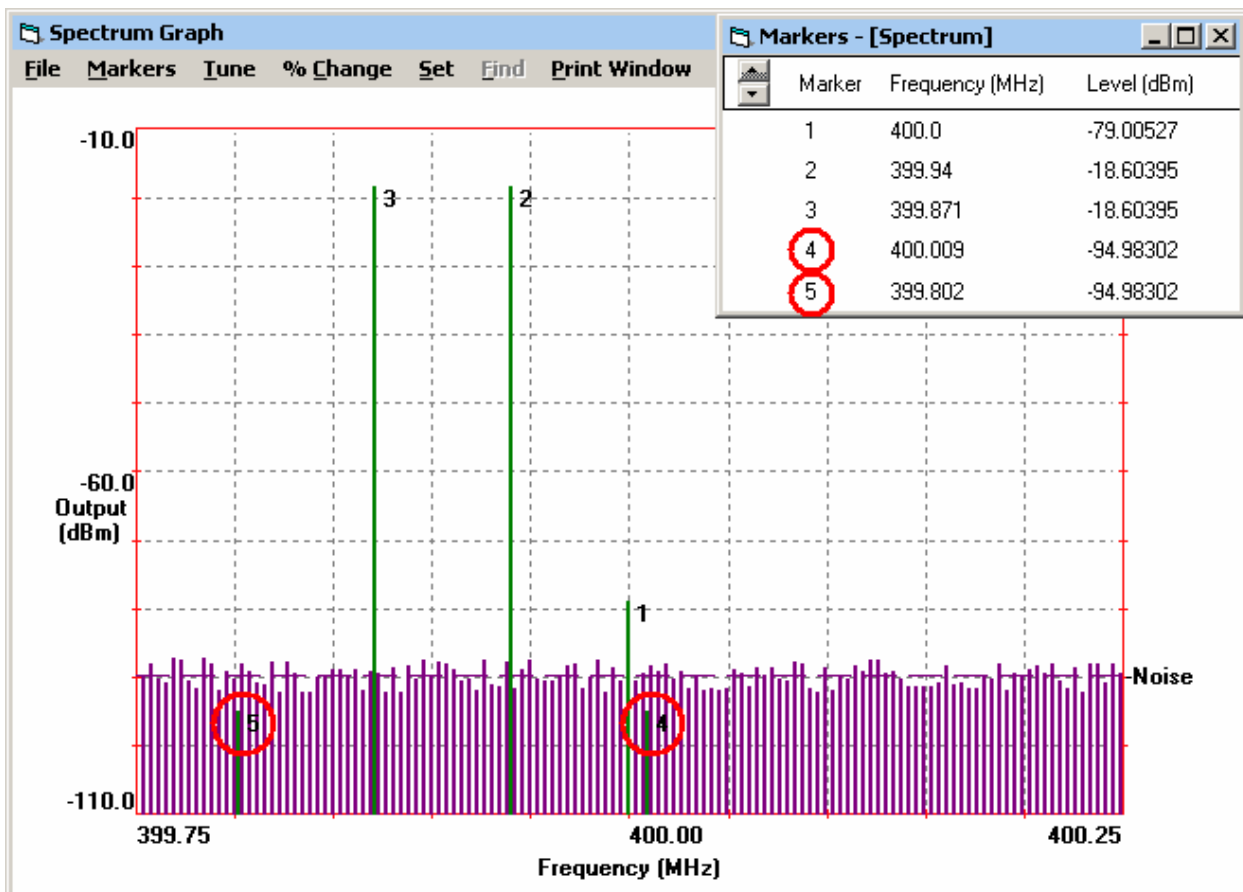 Spectrum Graph
File Markers Tune % Change Set Find Print Window
Markers - [Spectrum]
Marker Frequency (MHz) Level (dBm)
1 400.0 -79.00527
2 399.94 -18.60395
3 399.871 -18.60395
4 400.009 -94.98302
5 399.802 -94.98302
-10.0
3
2
-60.0
Output
(dBm)
1
Noise
5
4
-110.0
399.75 400.00 400.25
Frequency (MHz)